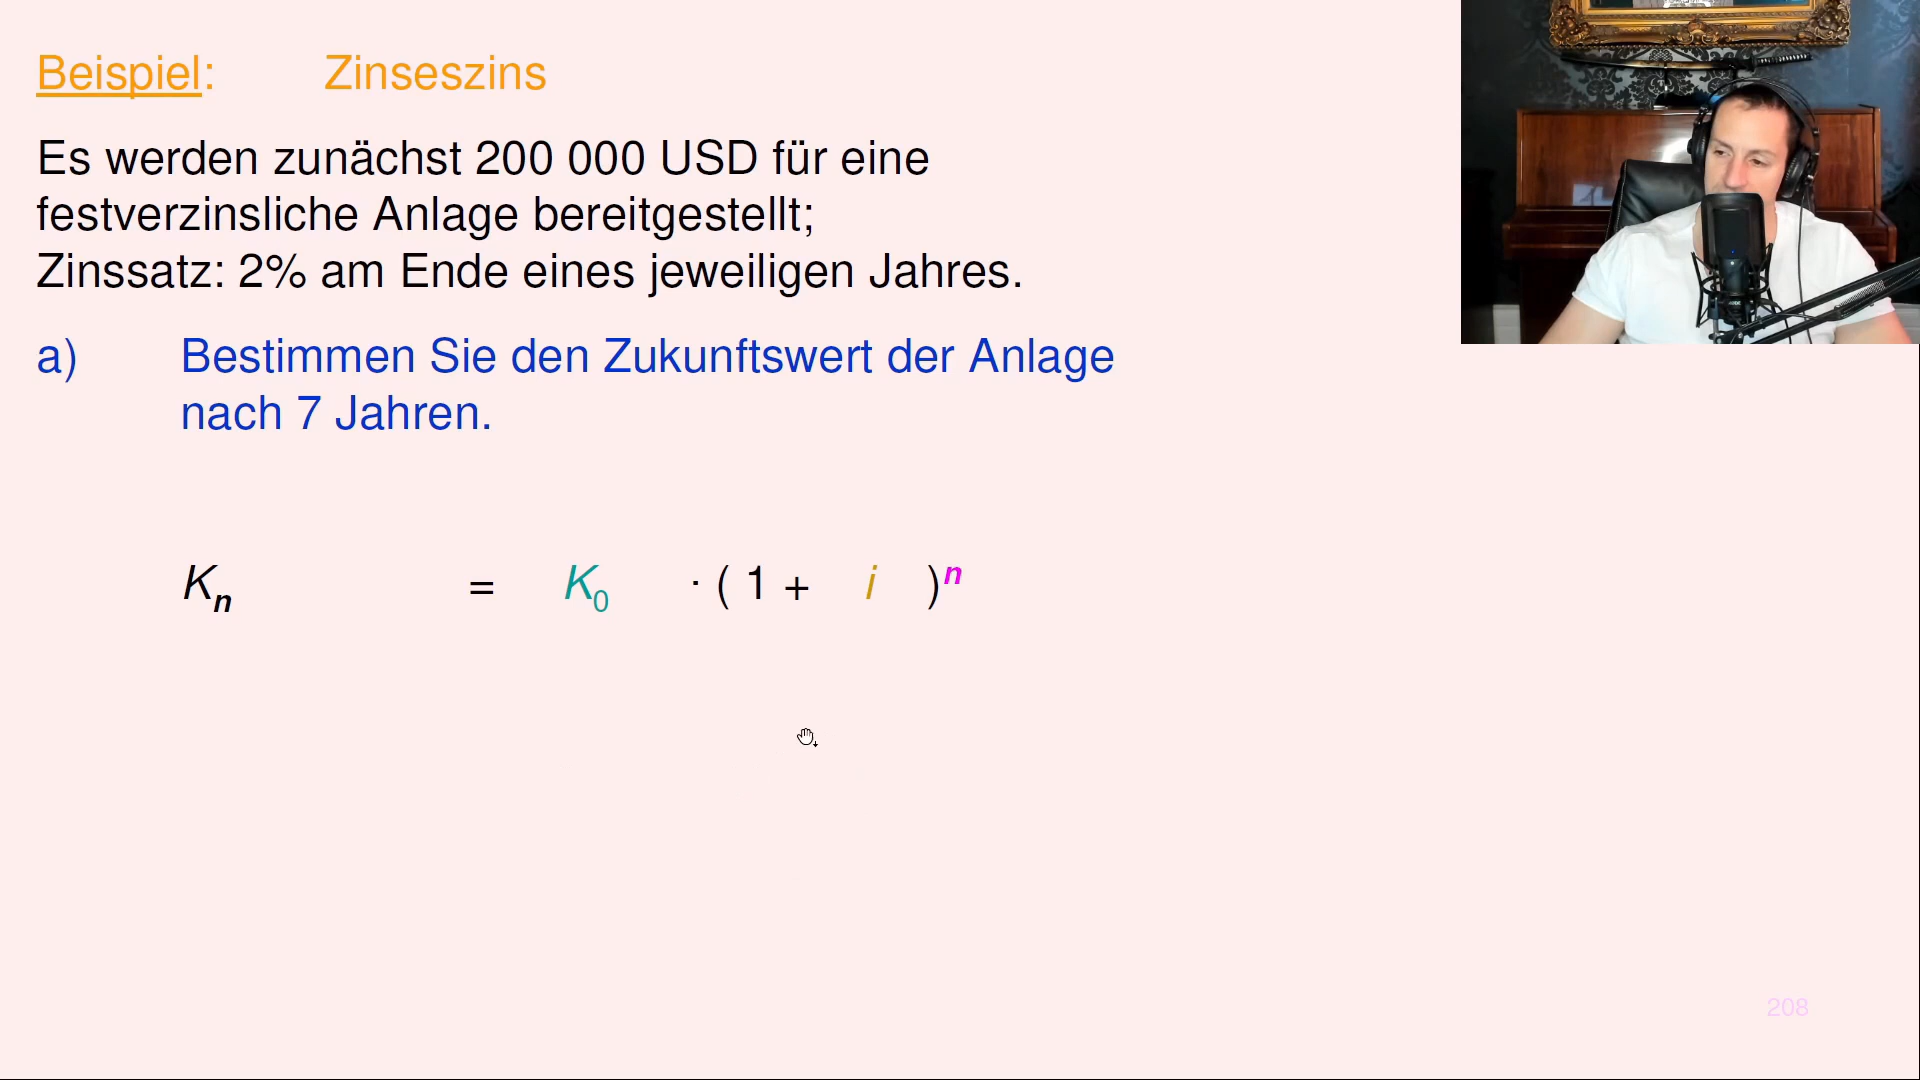 Beispiel: Zinseszins
Es werden zunächst 200 000 USD für eine
festverzinsliche Anlage bereitgestellt;
Zinssatz: 2% am Ende eines jeweiligen Jahres.
a) Bestimmen Sie den Zukunftswert der Anlage
nach 7 Jahren.
Kₙ = K₀ · ( 1 + i )ⁿ
208